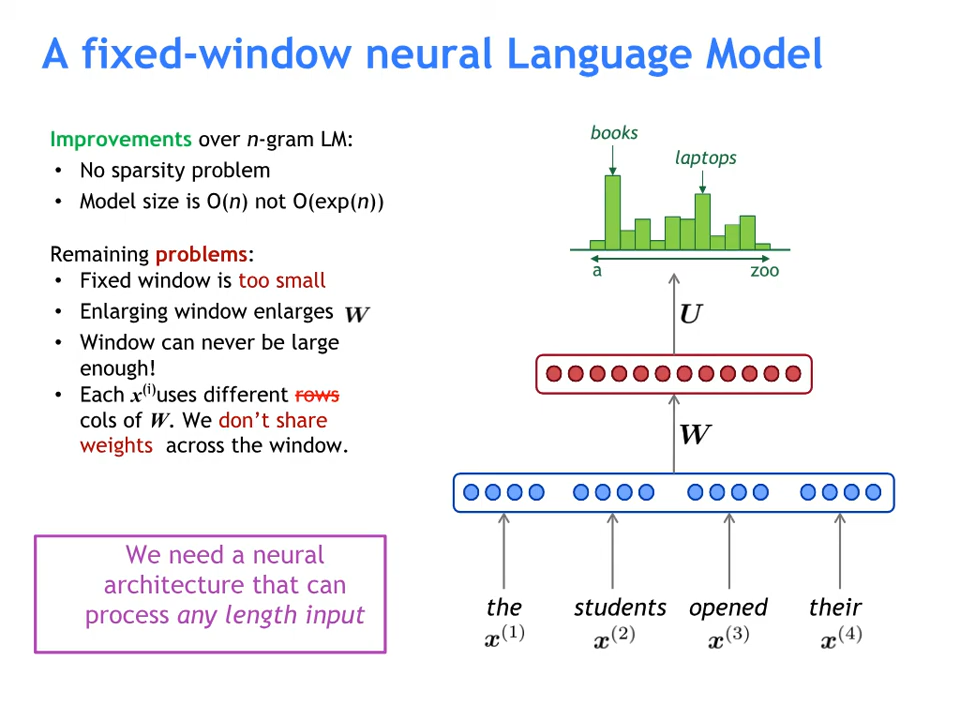 A fixed-window neural Language Model
Improvements over n-gram LM:
• No sparsity problem
• Model size is O(n) not O(exp(n))
Remaining problems:
• Fixed window is too small
• Enlarging window enlarges W
• Window can never be large
enough!
• Each x⁽ⁱ⁾uses different rows
cols of W. We don't share
weights across the window.
We need a neural
architecture that can
process any length input
books
laptops
a zoo
U
W
the students opened their
x⁽¹⁾ x⁽²⁾ x⁽³⁾ x⁽⁴⁾